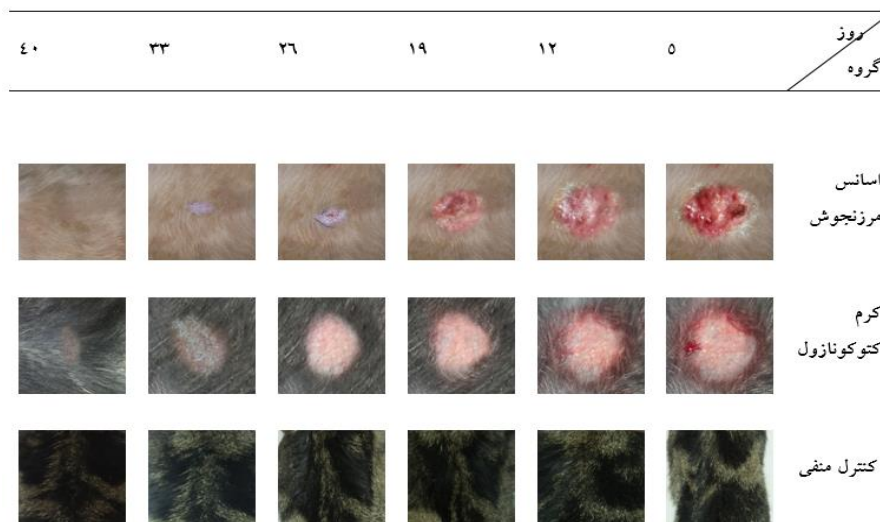 روز
گروه
٥ ١٢ ١٩ ٢٦ ٣٣ ٤٠
اسانس
مرزنجوش
کرم
کتوکونازول
کنترل منفی